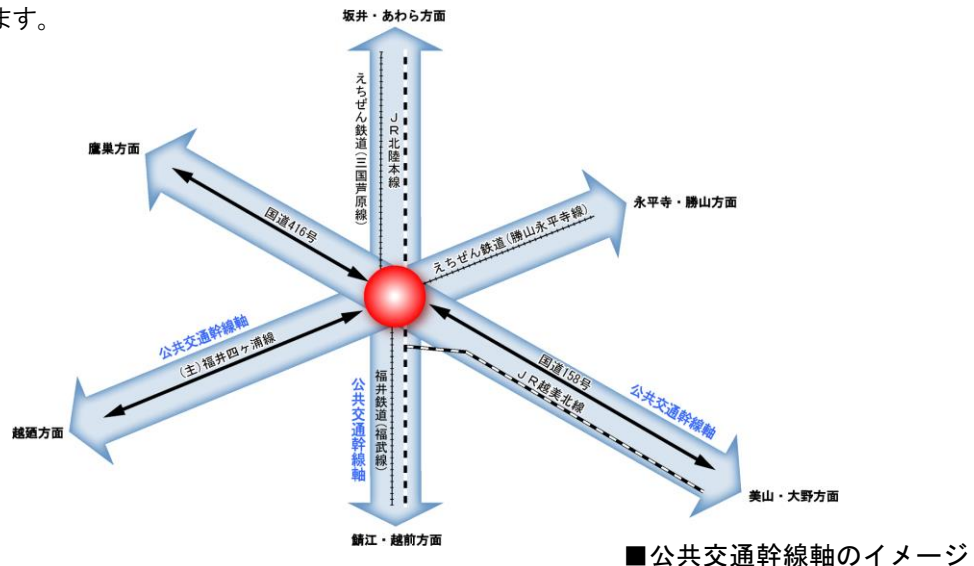 ます。
坂井・あわら方面
えちぜん鉄道(三国芦原線)
JR北陸本線
鷹巣方面
国道416号
永平寺・勝山方面
えちぜん鉄道(勝山永平寺線)
公共交通幹線軸
(主)福井四ヶ浦線
越廼方面
公共交通幹線軸
福井鉄道(福武線)
国道158号
JR越美北線
公共交通幹線軸
美山・大野方面
鯖江・越前方面
■公共交通幹線軸のイメージ